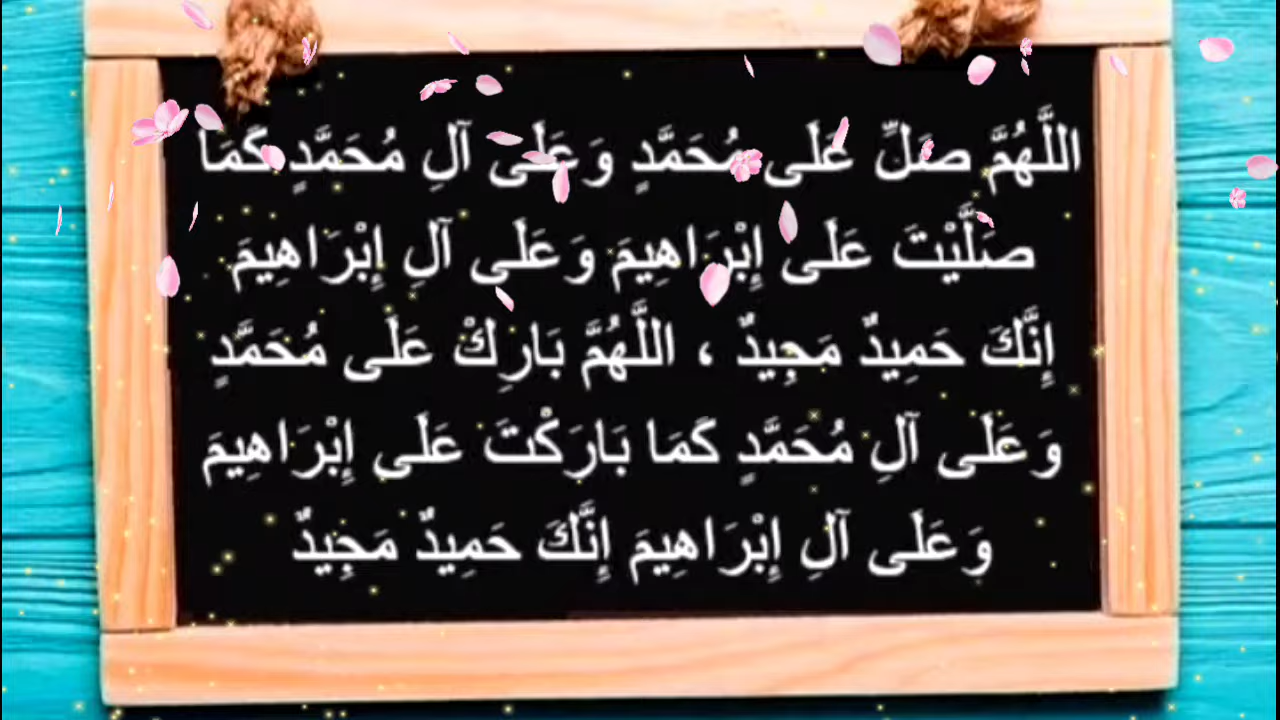 اللَّهُمَّ صَلِّ عَلَى مُحَمَّدٍ وَعَلَى آلِ مُحَمَّدٍ كَمَا
صَلَّيْتَ عَلَى إِبْرَاهِيمَ وَعَلَى آلِ إِبْرَاهِيمَ
إِنَّكَ حَمِيدٌ مَجِيدٌ ، اللَّهُمَّ بَارِكْ عَلَى مُحَمَّدٍ
وَعَلَى آلِ مُحَمَّدٍ كَمَا بَارَكْتَ عَلَى إِبْرَاهِيمَ
وَعَلَى آلِ إِبْرَاهِيمَ إِنَّكَ حَمِيدٌ مَجِيدٌ